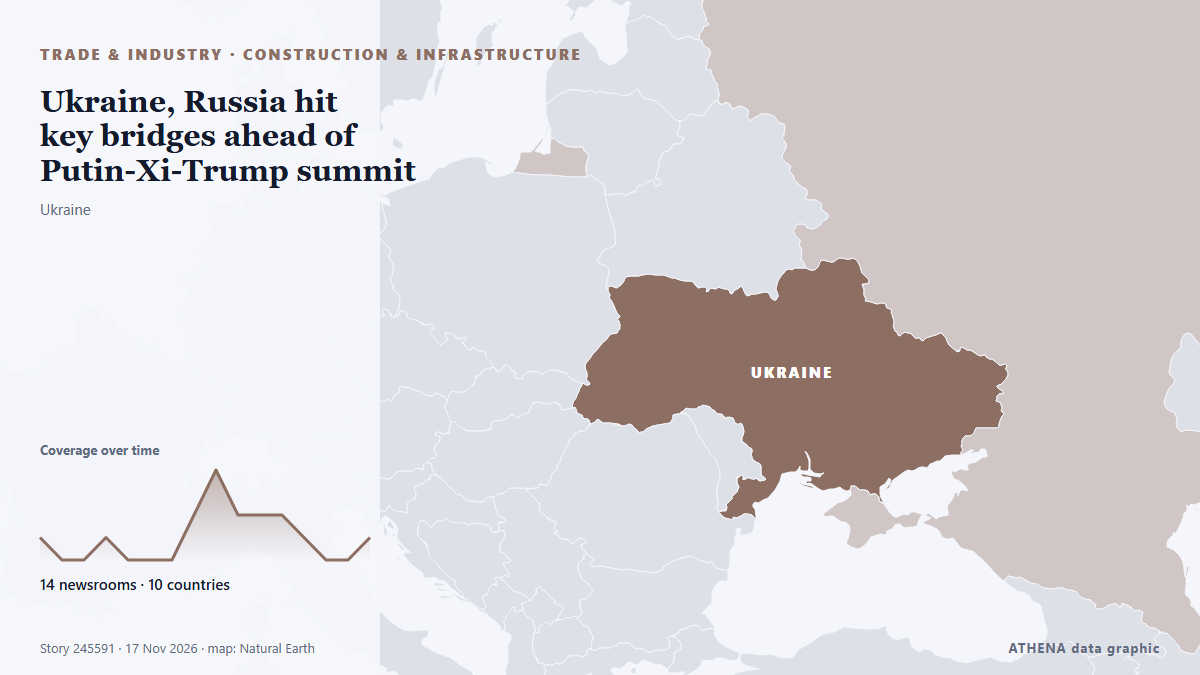 TRADE & INDUSTRY · CONSTRUCTION & INFRASTRUCTURE
Ukraine, Russia hit
key bridges ahead of
Putin-Xi-Trump summit
Ukraine
UKRAINE
Coverage over time
14 newsrooms · 10 countries
Story 245591 · 17 Nov 2026 · map: Natural Earth
ATHENA data graphic